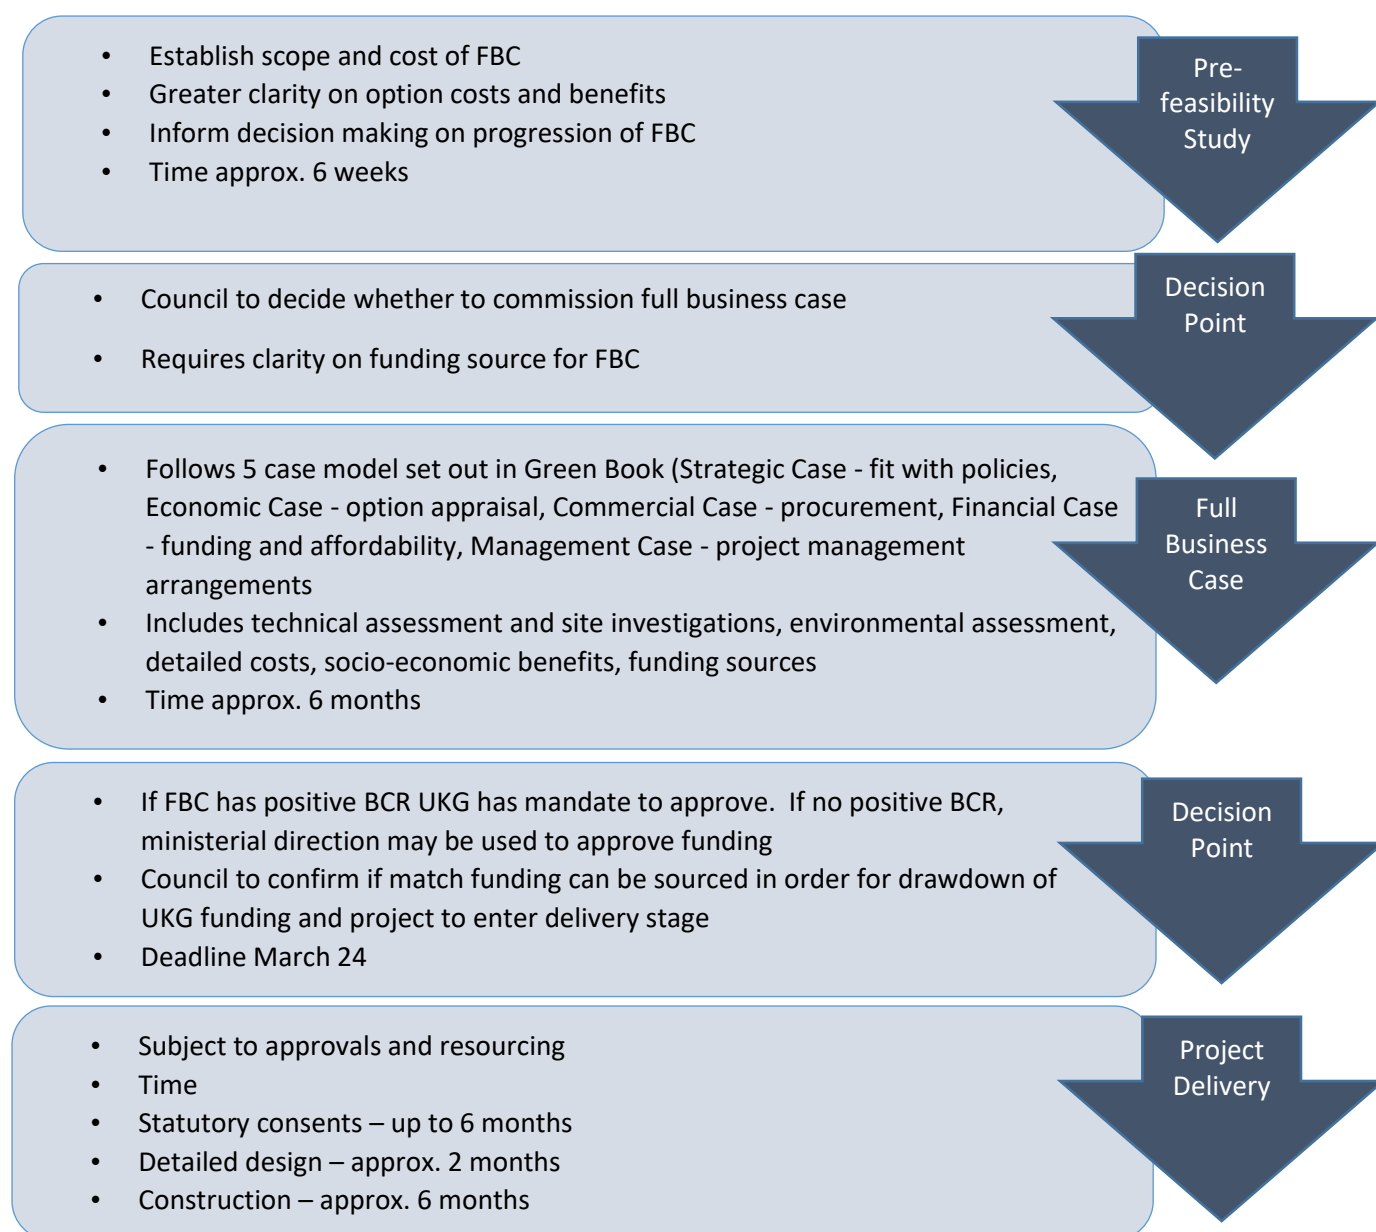 • Establish scope and cost of FBC
• Greater clarity on option costs and benefits
• Inform decision making on progression of FBC
• Time approx. 6 weeks
Pre-
feasibility
Study
• Council to decide whether to commission full business case
• Requires clarity on funding source for FBC
Decision
Point
• Follows 5 case model set out in Green Book (Strategic Case - fit with policies,
Economic Case - option appraisal, Commercial Case - procurement, Financial Case
- funding and affordability, Management Case - project management
arrangements
• Includes technical assessment and site investigations, environmental assessment,
detailed costs, socio-economic benefits, funding sources
• Time approx. 6 months
Full
Business
Case
• If FBC has positive BCR UKG has mandate to approve.  If no positive BCR,
ministerial direction may be used to approve funding
• Council to confirm if match funding can be sourced in order for drawdown of
UKG funding and project to enter delivery stage
• Deadline March 24
Decision
Point
• Subject to approvals and resourcing
• Time
• Statutory consents – up to 6 months
• Detailed design – approx. 2 months
• Construction – approx. 6 months
Project
Delivery